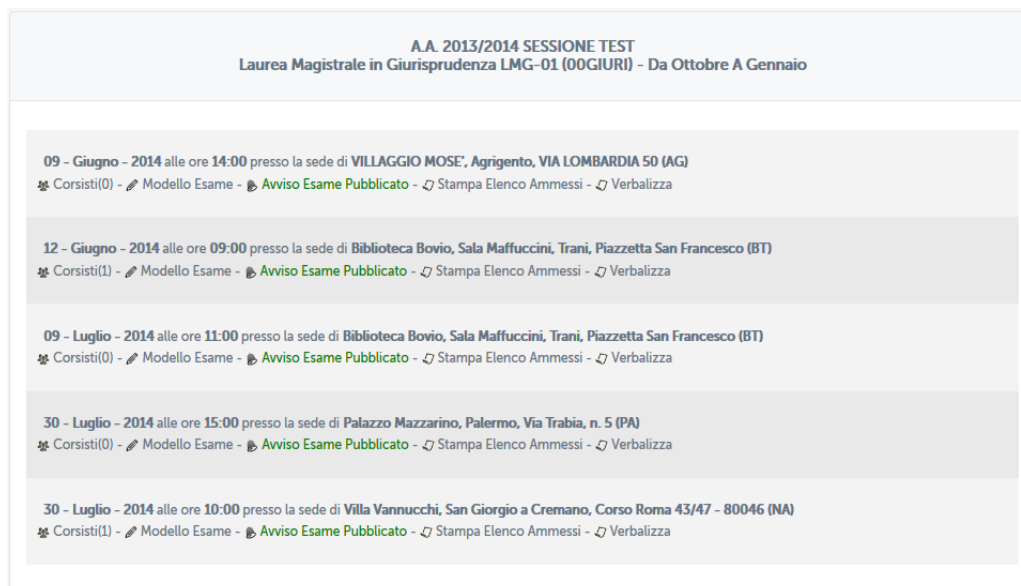 A.A. 2013/2014 SESSIONE TEST
Laurea Magistrale in Giurisprudenza LMG-01 (00GIURI) - Da Ottobre A Gennaio
09 - Giugno - 2014 alle ore 14:00 presso la sede di VILLAGGIO MOSE', Agrigento, VIA LOMBARDIA 50 (AG)
Corsisti(0) - Modello Esame - Avviso Esame Pubblicato - Stampa Elenco Ammessi - Verbalizza
12 - Giugno - 2014 alle ore 09:00 presso la sede di Biblioteca Bovio, Sala Maffuccini, Trani, Piazzetta San Francesco (BT)
Corsisti(1) - Modello Esame - Avviso Esame Pubblicato - Stampa Elenco Ammessi - Verbalizza
09 - Luglio - 2014 alle ore 11:00 presso la sede di Biblioteca Bovio, Sala Maffuccini, Trani, Piazzetta San Francesco (BT)
Corsisti(0) - Modello Esame - Avviso Esame Pubblicato - Stampa Elenco Ammessi - Verbalizza
30 - Luglio - 2014 alle ore 15:00 presso la sede di Palazzo Mazzarino, Palermo, Via Trabia, n. 5 (PA)
Corsisti(0) - Modello Esame - Avviso Esame Pubblicato - Stampa Elenco Ammessi - Verbalizza
30 - Luglio - 2014 alle ore 10:00 presso la sede di Villa Vannucchi, San Giorgio a Cremano, Corso Roma 43/47 - 80046 (NA)
Corsisti(1) - Modello Esame - Avviso Esame Pubblicato - Stampa Elenco Ammessi - Verbalizza